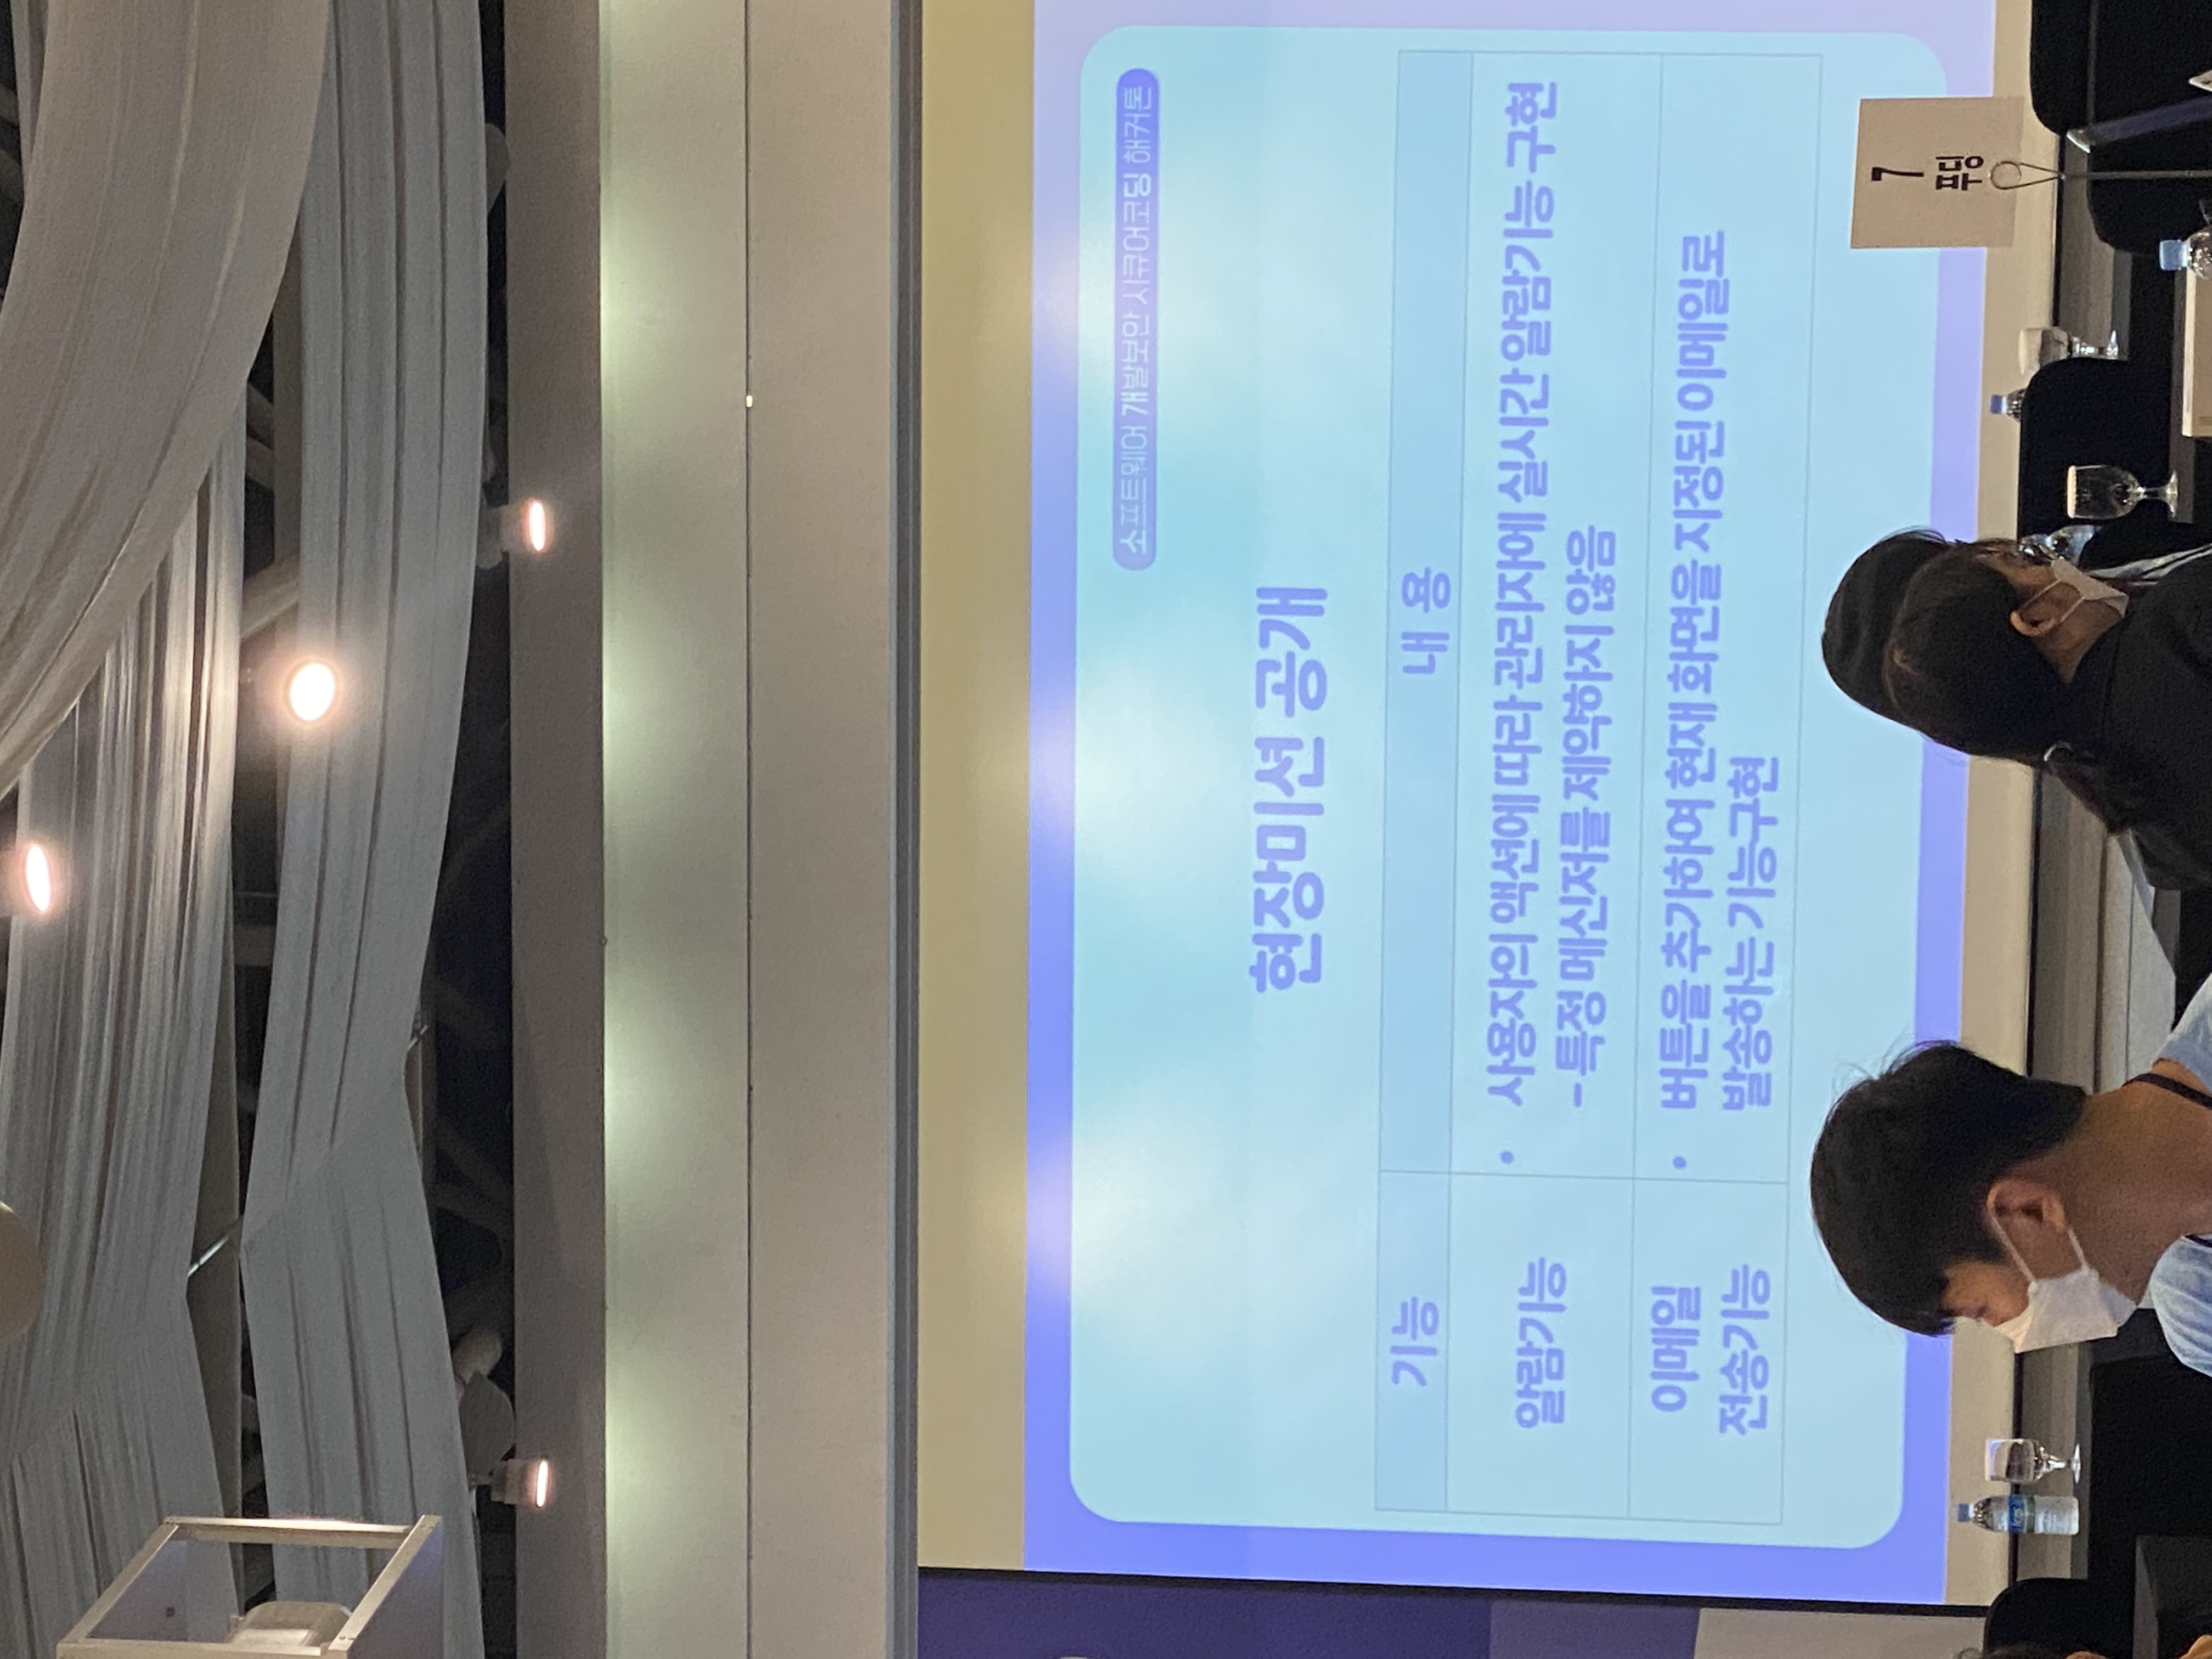 소프트웨어 개발보안 시큐어코딩 해커톤
현장미션 공개
기능
내 용
알람기능
• 사용자의 액션에 따라 관리자에 실시간 알람기능 구현
- 특정 메신저를 제약하지 않음
이메일
전송기능
• 버튼을 추가하여 현재 화면을 지정된 이메일로
발송하는 기능구현
7
푸딩